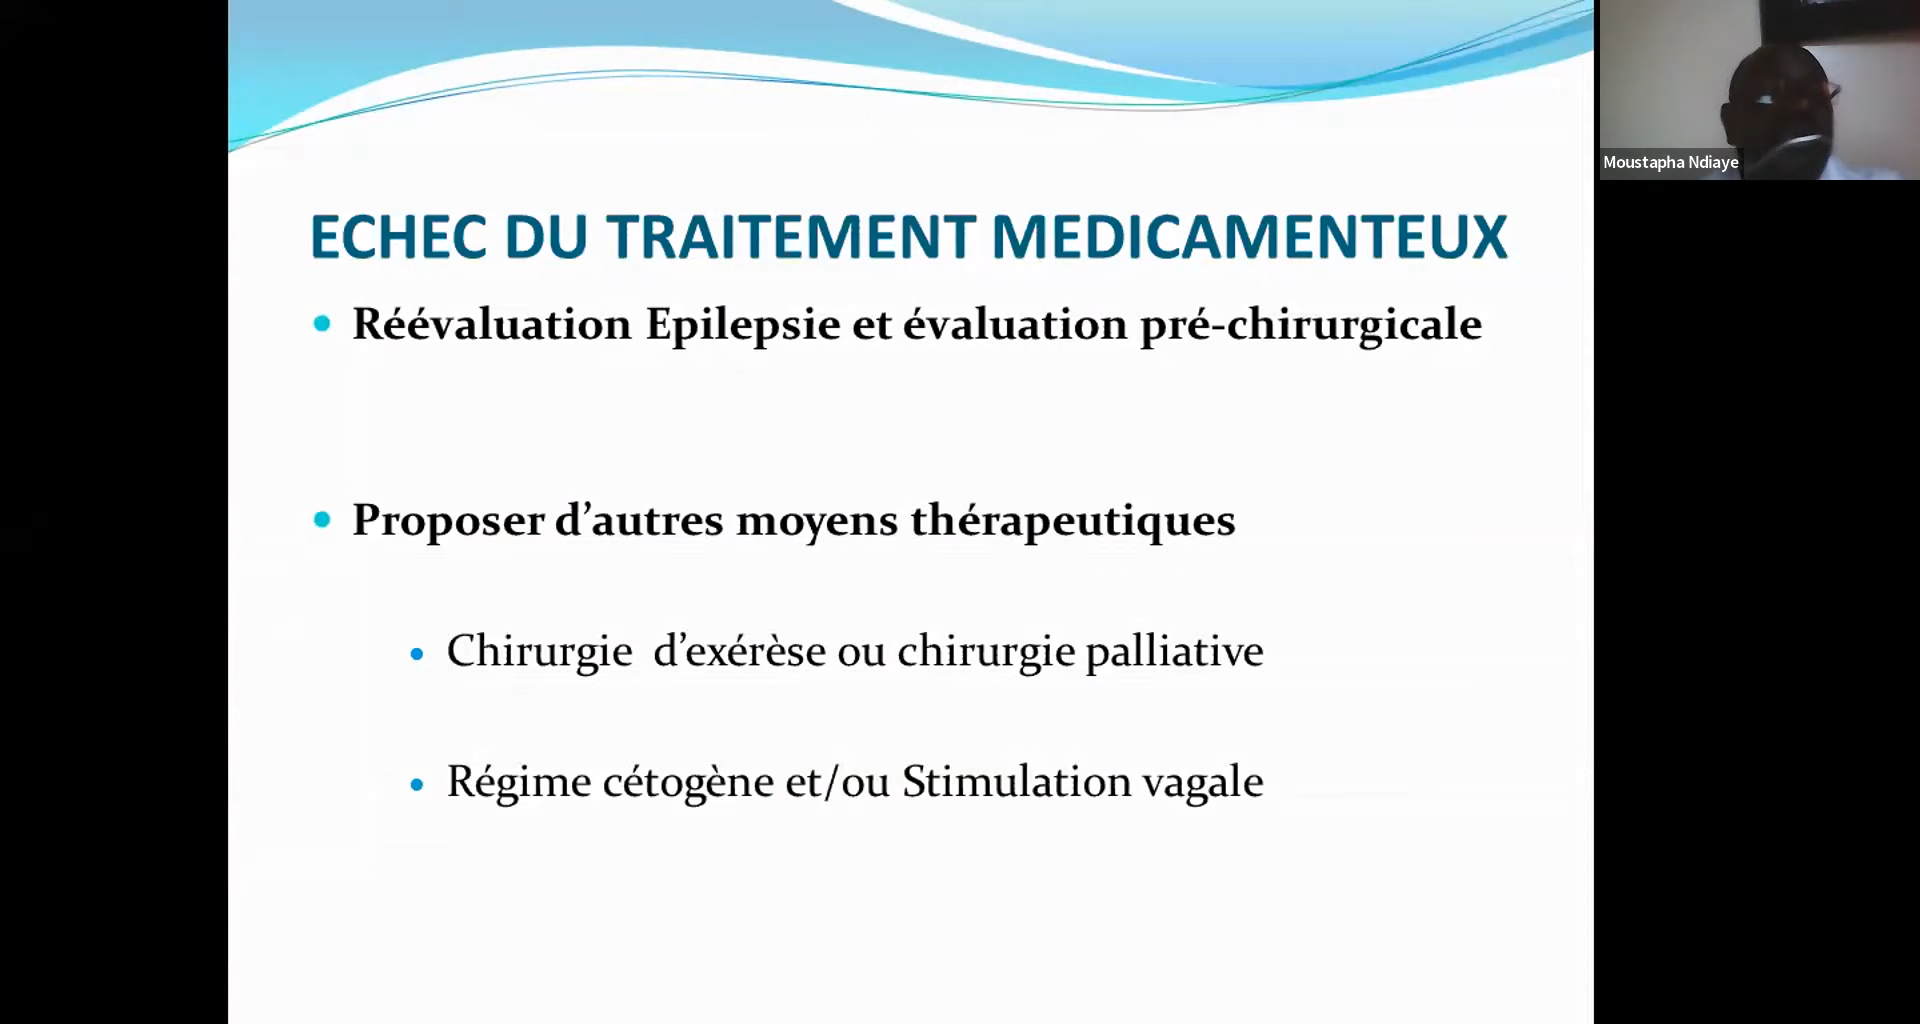 ECHEC DU TRAITEMENT MEDICAMENTEUX
• Réévaluation Epilepsie et évaluation pré-chirurgicale
• Proposer d’autres moyens thérapeutiques
• Chirurgie d’exérèse ou chirurgie palliative
• Régime cétogène et/ou Stimulation vagale
Moustapha Ndiaye